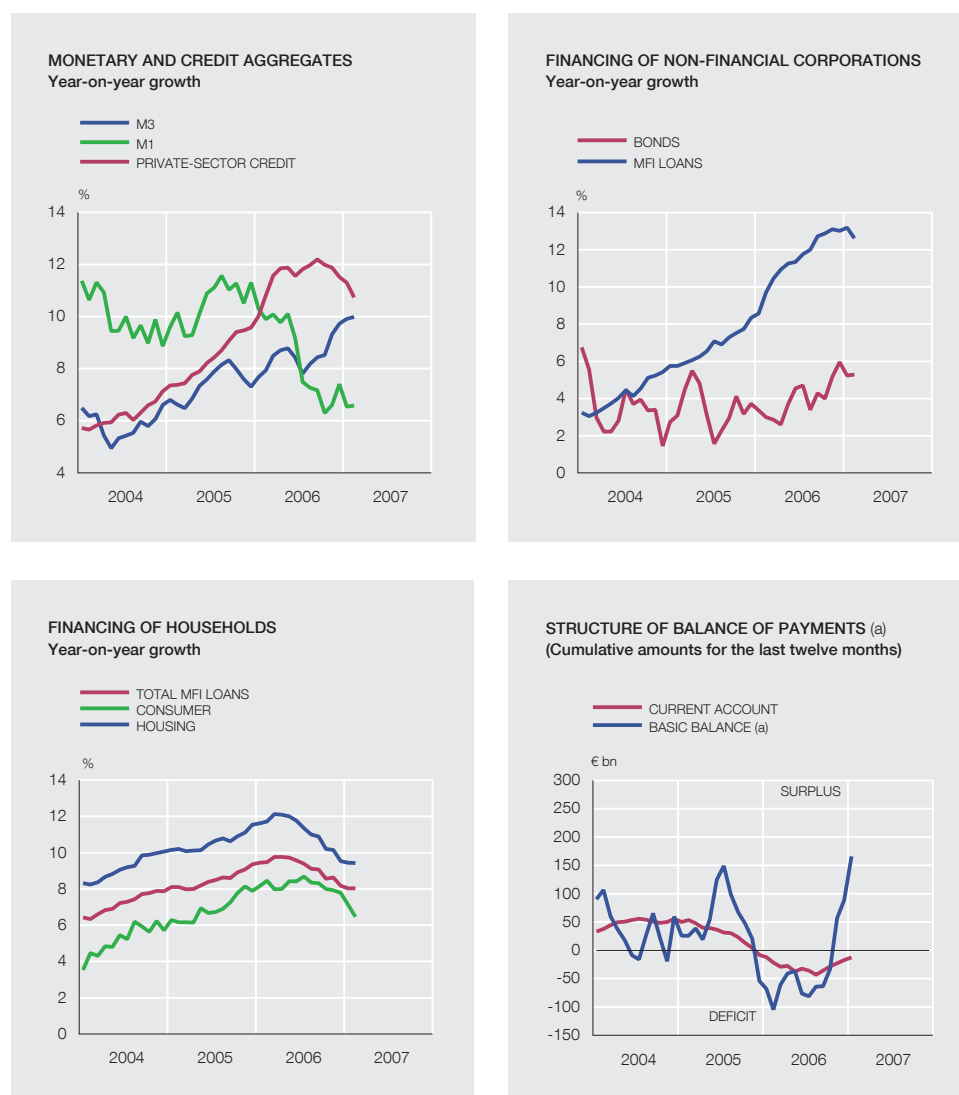 MONETARY AND CREDIT AGGREGATES
Year-on-year growth
M3
M1
PRIVATE-SECTOR CREDIT
%
14
12
10
8
6
4
2004 2005 2006 2007
FINANCING OF NON-FINANCIAL CORPORATIONS
Year-on-year growth
BONDS
MFI LOANS
%
14
12
10
8
6
4
2
0
2004 2005 2006 2007
FINANCING OF HOUSEHOLDS
Year-on-year growth
TOTAL MFI LOANS
CONSUMER
HOUSING
%
14
12
10
8
6
4
2
0
2004 2005 2006 2007
STRUCTURE OF BALANCE OF PAYMENTS (a)
(Cumulative amounts for the last twelve months)
CURRENT ACCOUNT
BASIC BALANCE (a)
€ bn
300
SURPLUS
250
200
150
100
50
0
-50
-100
DEFICIT
-150
2004 2005 2006 2007